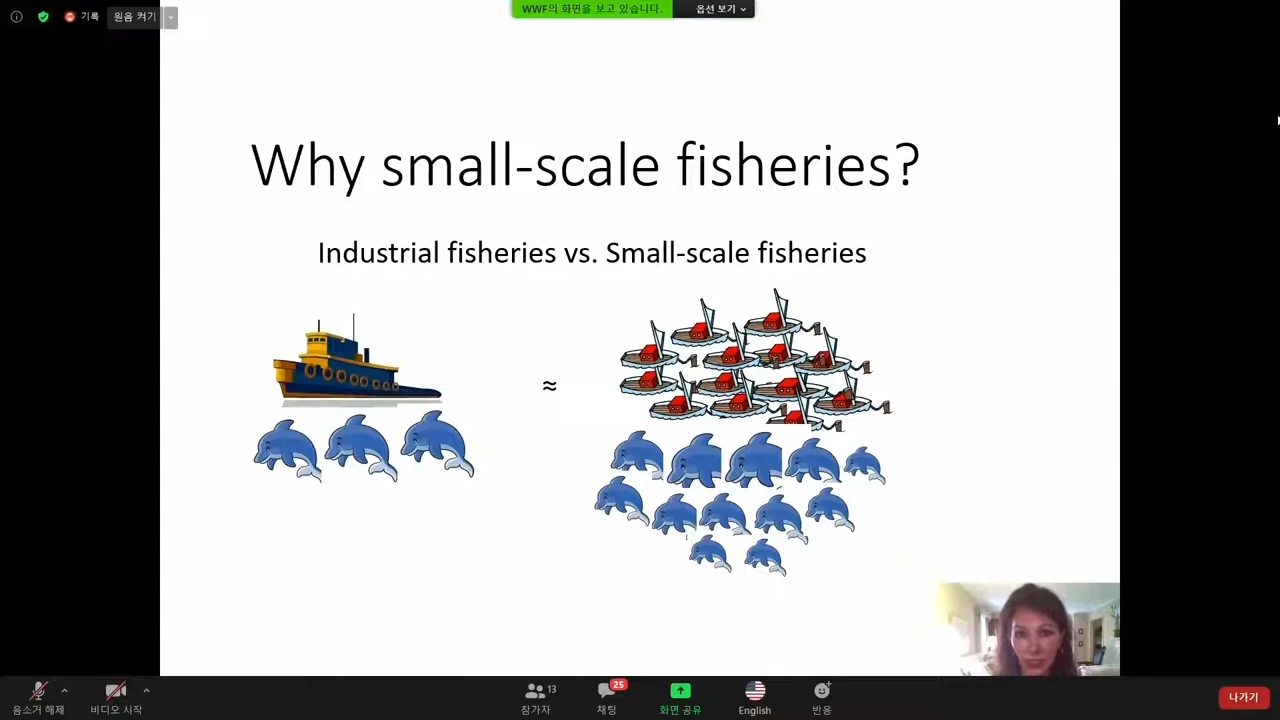 기록
원음 켜기
WWF의 화면을 보고 있습니다.
옵션 보기
Why small-scale fisheries?
Industrial fisheries vs. Small-scale fisheries
≈
음소거 해제
비디오 시작
13
참가자
25
채팅
화면 공유
English
반응
나가기